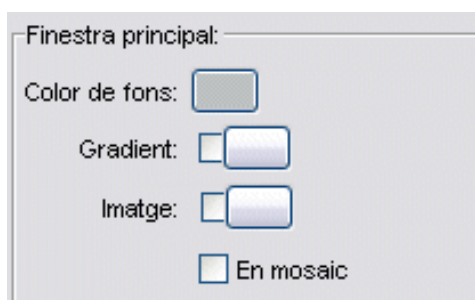 Finestra principal:
Color de fons:
Gradient:
Imatge:
En mosaic